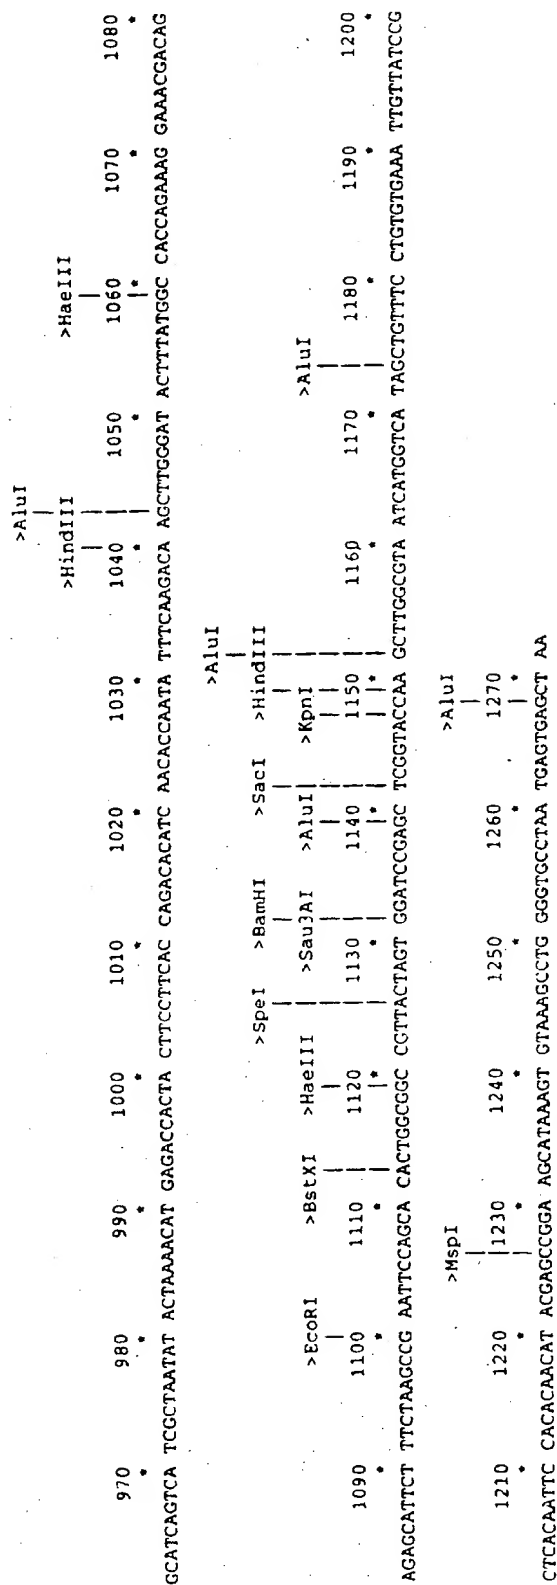 >AluI
>HindIII >HaeIII
970 980 990 1000 1010 1020 1030 1040 1050 1060 1070 1080
* * * * * * * * * * * *
GCATCAGTCA TCGCTAATAT ACTAAAACAT GAGACCACTA CTTCCTTCAC CAGACACATC AACACCAATA TTTCAAGACA AGCTTGGGAT ACTTTATGGC CACCAGAAAG GAAACGACAG
>AluI
>SpeI >BamHI >SacI >HindIII
>EcoRI >BstXI >HaeIII >Sau3AI >AluI >KpnI >AluI
1090 1100 1110 1120 1130 1140 1150 1160 1170 1180 1190 1200
* * * * * * * * * * * *
AGAGCATTCT TTCTAAGCCG AATTCCAGCA CACTGGCGGC CGTTACTAGT GGATCCGAGC TCGGTACCAA GCTTGGCGTA ATCATGGTCA TAGCTGTTTC CTGTGTGAAA TTGTTATCCG
>MspI >AluI
1210 1220 1230 1240 1250 1260 1270
* * * * * * *
CTCACAATTC CACACAACAT ACGAGCCGGA AGCATAAAGT GTAAAGCCTG GGGTGCCTAA TGAGTGAGCT AA